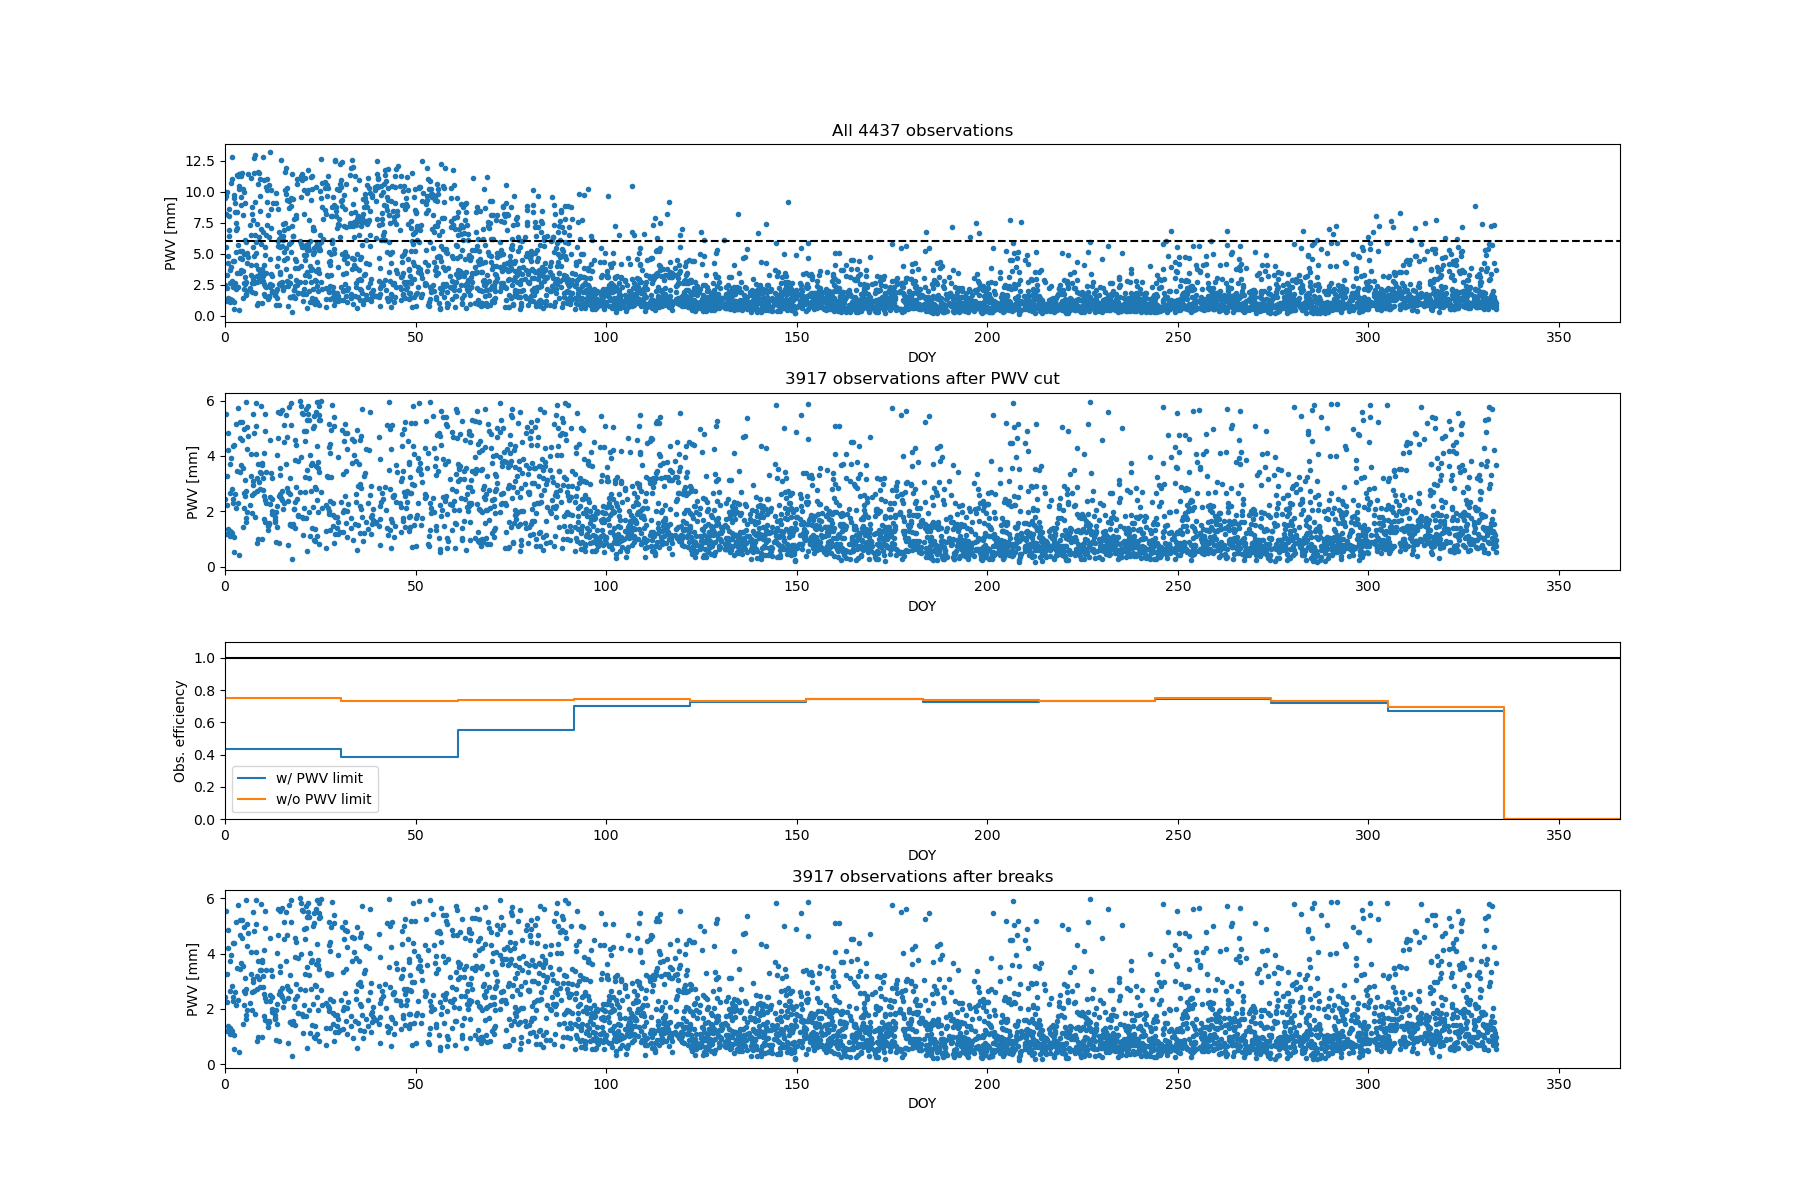 All 4437 observations
12.5
10.0
7.5
5.0
2.5
0.0
PWV [mm]
0 50 100 150 200 250 300 350
DOY
3917 observations after PWV cut
6
4
2
0
PWV [mm]
0 50 100 150 200 250 300 350
DOY
1.0
0.8
0.6
0.4
0.2
0.0
Obs. efficiency
w/ PWV limit
w/o PWV limit
0 50 100 150 200 250 300 350
DOY
3917 observations after breaks
6
4
2
0
PWV [mm]
0 50 100 150 200 250 300 350
DOY